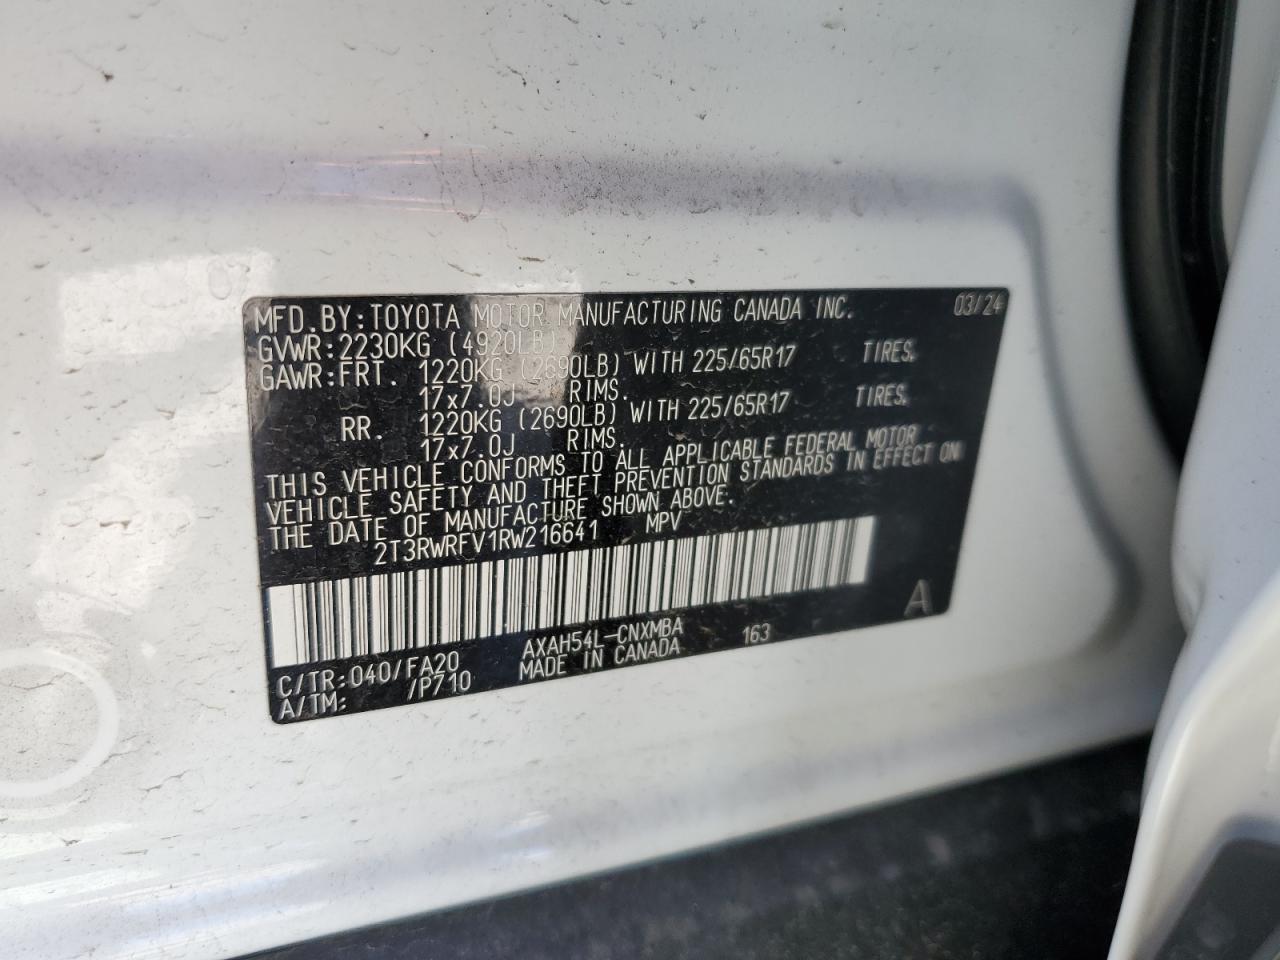 MFD.BY:TOYOTA MOTOR MANUFACTURING CANADA INC. 03/24
GVWR:2230KG (4920LB)
GAWR:FRT. 1220KG (2690LB) WITH 225/65R17 TIRES.
17x7.0J RIMS.
RR. 1220KG (2690LB) WITH 225/65R17 TIRES.
17x7.0J RIMS.
THIS VEHICLE CONFORMS TO ALL APPLICABLE FEDERAL MOTOR
VEHICLE SAFETY AND THEFT PREVENTION STANDARDS IN EFFECT ON
THE DATE OF MANUFACTURE SHOWN ABOVE.
2T3RWRFV1RW216641 MPV
A
C/TR:040/FA20 AXAH54L-CNXMBA 163
A/TM: /P710 MADE IN CANADA